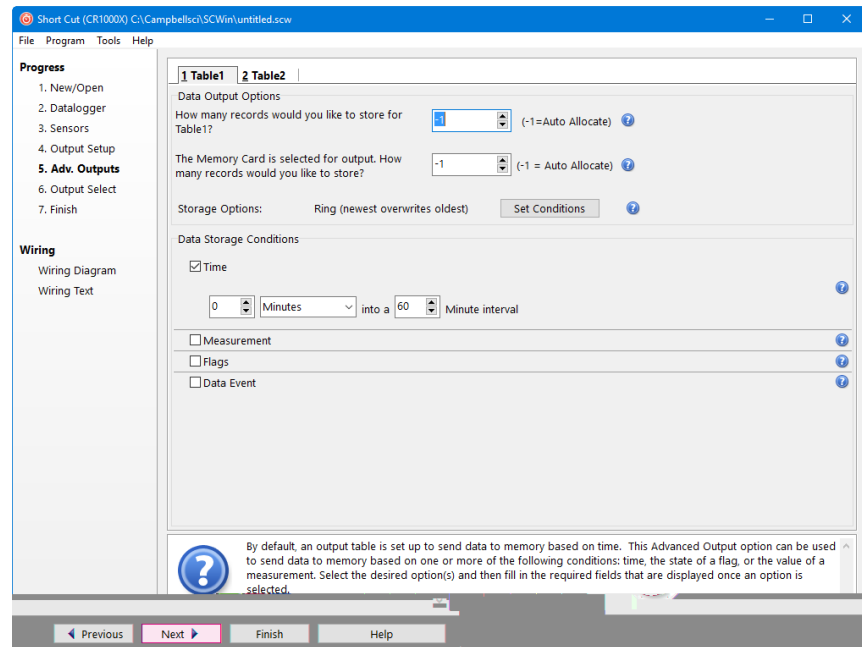 Short Cut (CR1000X) C:\Campbellsci\SCWin\untitled.scw
File Program Tools Help
Progress
1. New/Open
2. Datalogger
3. Sensors
4. Output Setup
5. Adv. Outputs
6. Output Select
7. Finish
Wiring
Wiring Diagram
Wiring Text
1 Table1 2 Table2
Data Output Options
How many records would you like to store for
Table1?
-1 (-1=Auto Allocate)
The Memory Card is selected for output. How
many records would you like to store?
-1 (-1 = Auto Allocate)
Storage Options: Ring (newest overwrites oldest) Set Conditions
Data Storage Conditions
Time
0 Minutes into a 60 Minute interval
Measurement
Flags
Data Event
By default, an output table is set up to send data to memory based on time. This Advanced Output option can be used
to send data to memory based on one or more of the following conditions: time, the state of a flag, or the value of a
measurement. Select the desired option(s) and then fill in the required fields that are displayed once an option is
selected.
Previous Next Finish Help